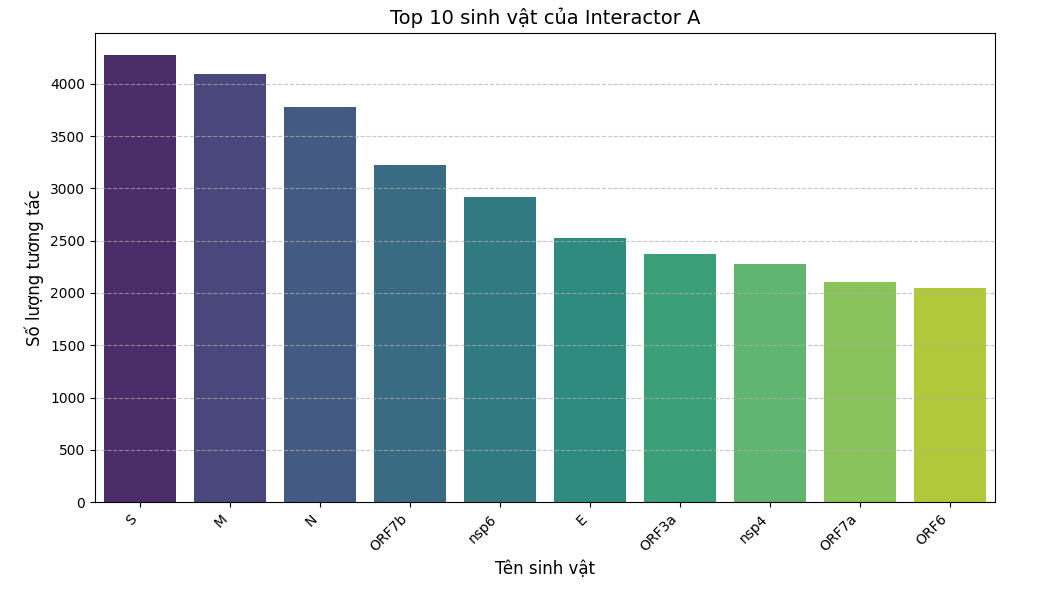 Top 10 sinh vật của Interactor A
Số lượng tương tác
4000
3500
3000
2500
2000
1500
1000
500
0
S
M
N
ORF7b
nsp6
E
ORF3a
nsp4
ORF7a
ORF6
Tên sinh vật